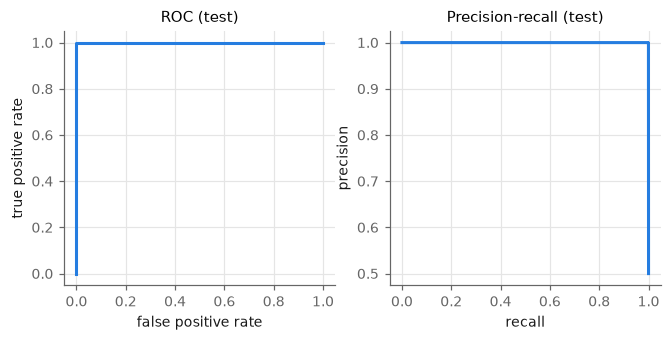 ROC (test)
true positive rate
1.0
0.8
0.6
0.4
0.2
0.0
0.0 0.2 0.4 0.6 0.8 1.0
false positive rate
Precision-recall (test)
precision
1.0
0.9
0.8
0.7
0.6
0.5
0.0 0.2 0.4 0.6 0.8 1.0
recall